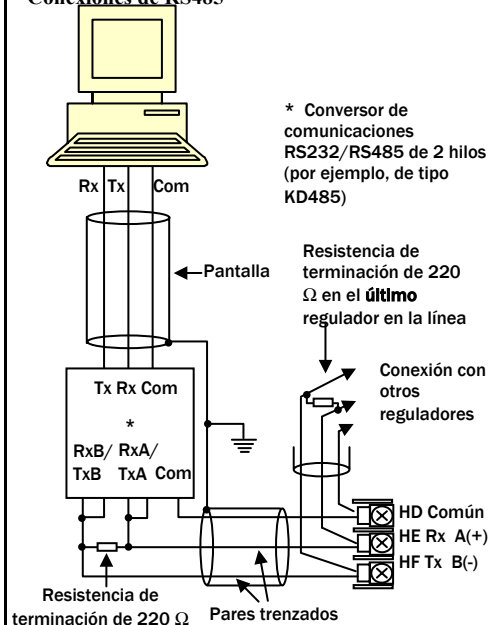 Conexiones de RS485
* Conversor de
comunicaciones
RS232/RS485 de 2 hilos
(por ejemplo, de tipo
KD485)
Rx Tx Com
Pantalla
Resistencia de
terminación de 220
Ω en el último
regulador en la línea
Conexión con
otros
reguladores
Tx Rx Com
*
RxB/ RxA/
TxB TxA Com
HD Común
HE Rx A(+)
HF Tx B(-)
Resistencia de
terminación de 220 Ω
Pares trenzados